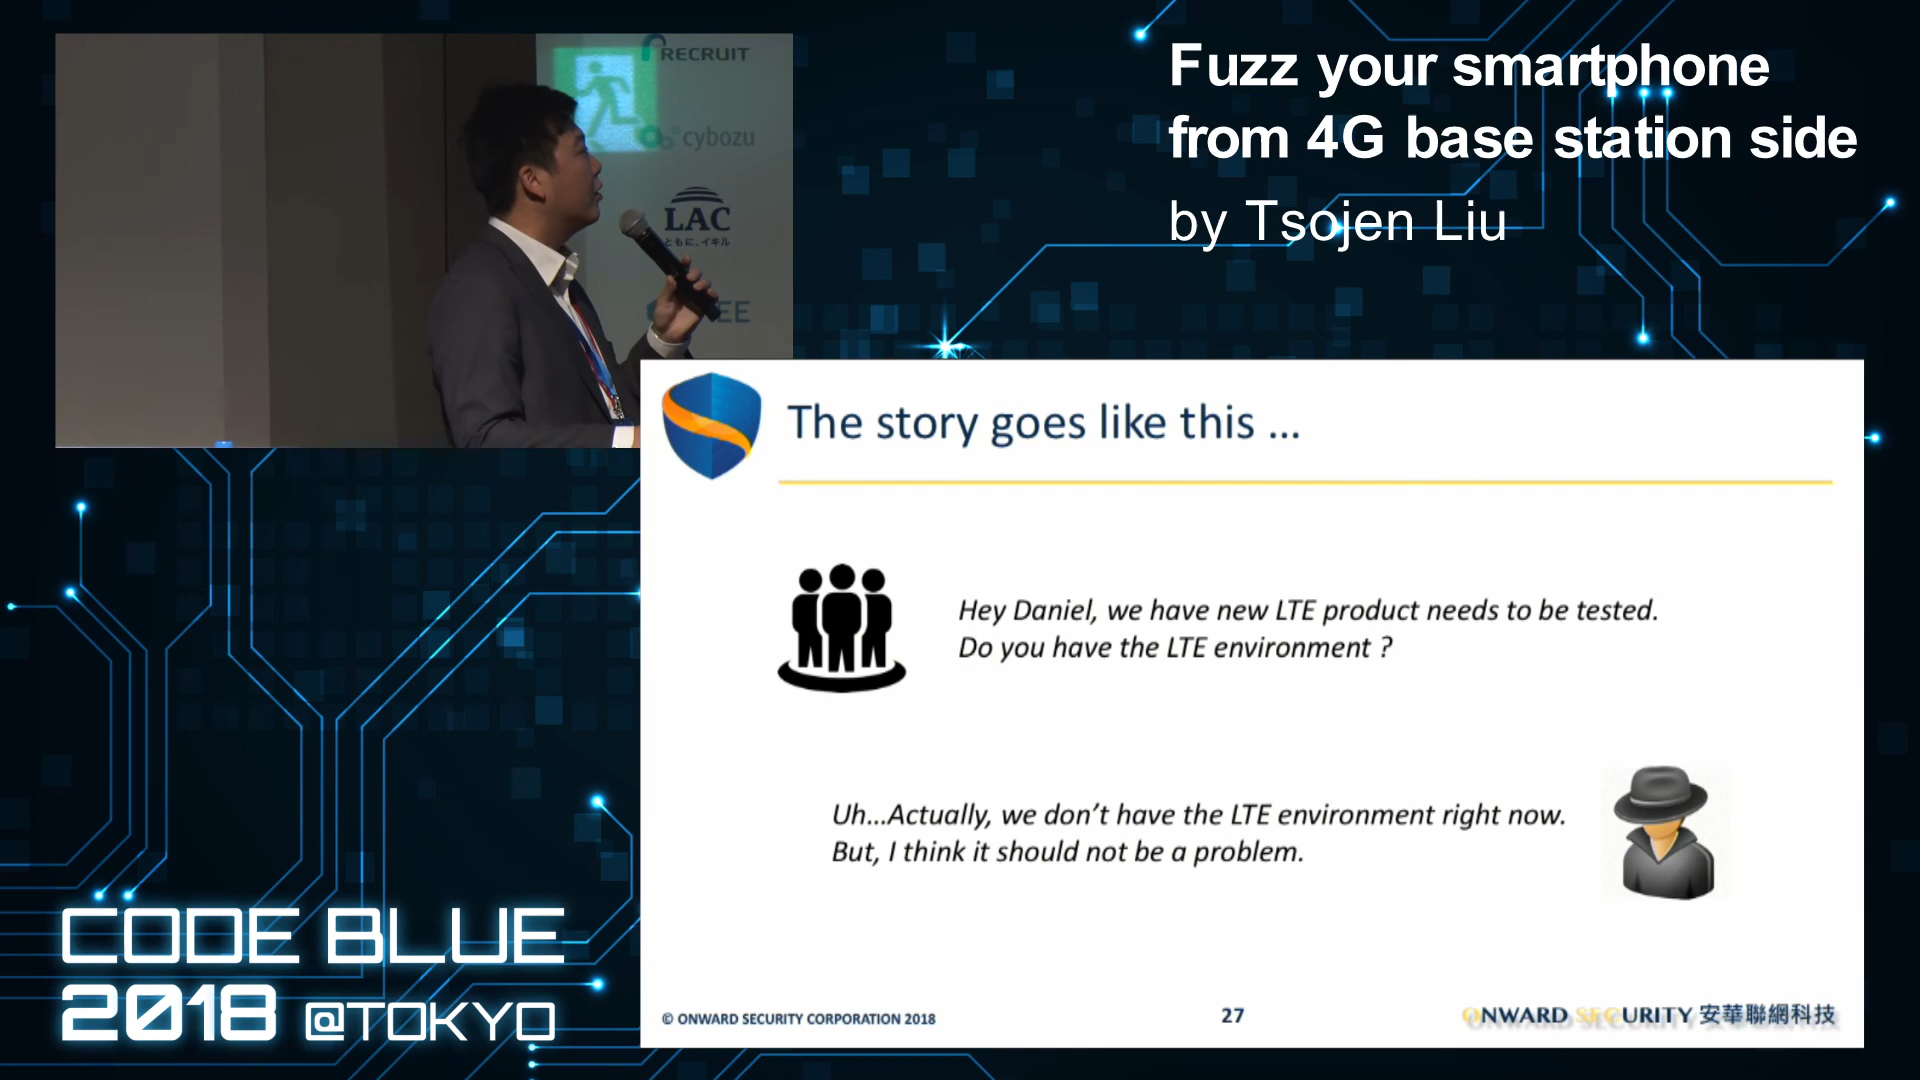 RECRUIT
cybozu
LAC
ともに、イキル
EE
Fuzz your smartphone
from 4G base station side
by Tsojen Liu
The story goes like this ...
Hey Daniel, we have new LTE product needs to be tested.
Do you have the LTE environment ?
Uh...Actually, we don't have the LTE environment right now.
But, I think it should not be a problem.
© ONWARD SECURITY CORPORATION 2018
27
ONWARD SECURITY 安華聯網科技
CODE BLUE
2018 @TOKYO